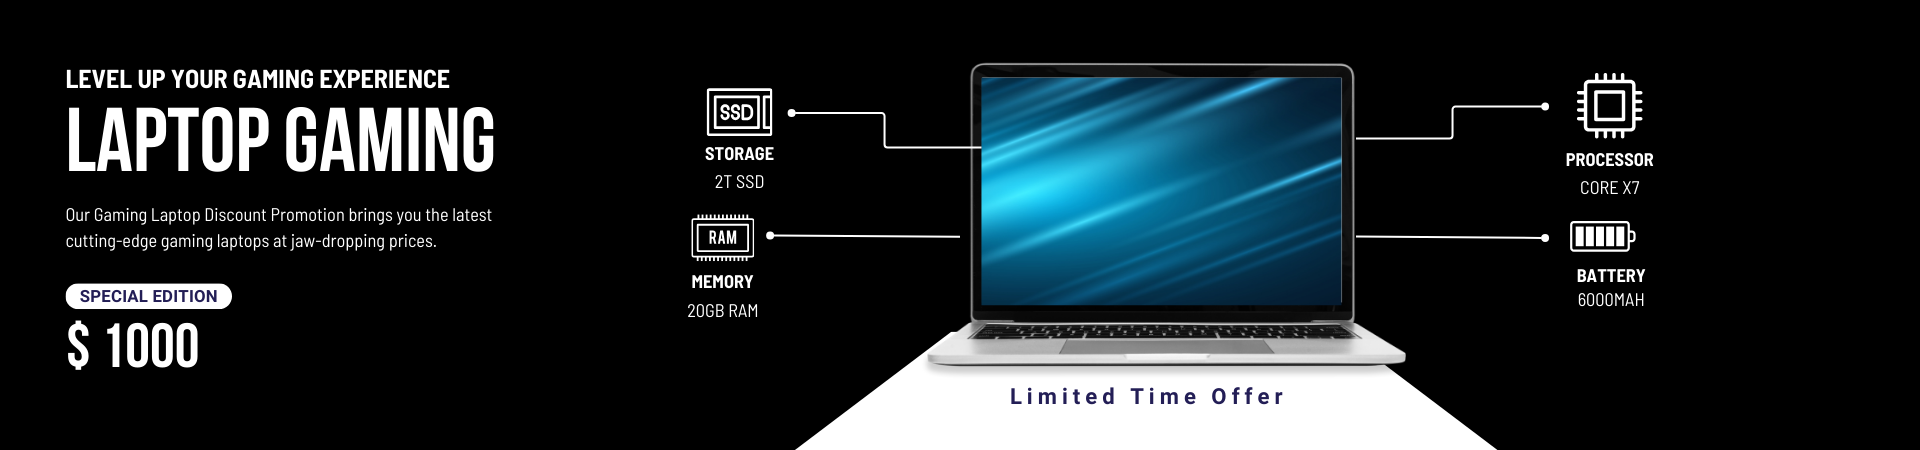 LEVEL UP YOUR GAMING EXPERIENCE
LAPTOP GAMING
Our Gaming Laptop Discount Promotion brings you the latest
cutting-edge gaming laptops at jaw-dropping prices.
SPECIAL EDITION
$ 1000
SSD
STORAGE
2T SSD
RAM
MEMORY
20GB RAM
PROCESSOR
CORE X7
BATTERY
6000MAH
Limited Time Offer